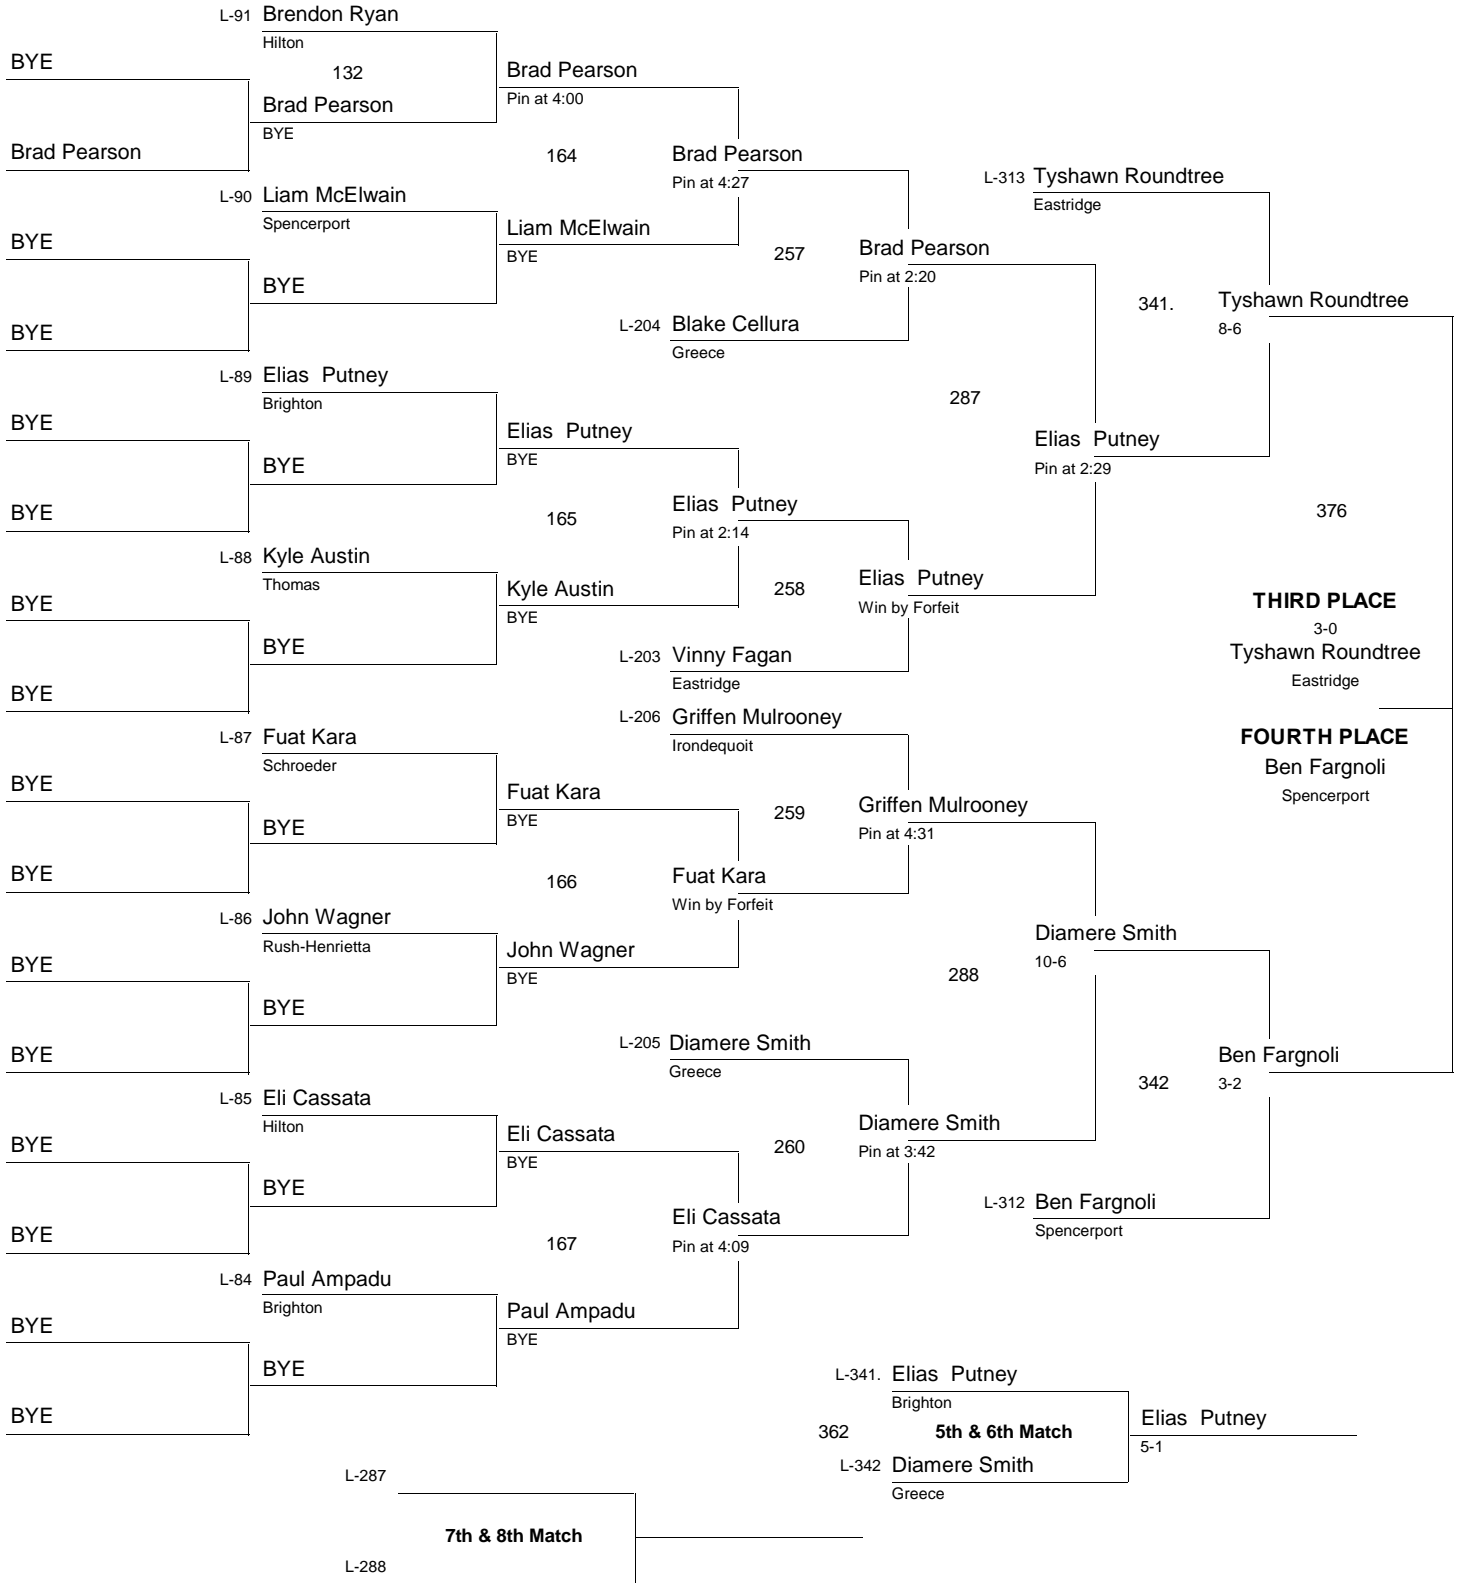 L-91 Brendon Ryan
Hilton
BYE
132
Brad Pearson
Pin at 4:00
Brad Pearson
BYE
Brad Pearson
164
Brad Pearson
Pin at 4:27
L-313 Tyshawn Roundtree
Eastridge
L-90 Liam McElwain
Spencerport
Liam McElwain
BYE
BYE
257
Brad Pearson
Pin at 2:20
BYE
341.
Tyshawn Roundtree
8-6
BYE
L-204 Blake Cellura
Greece
L-89 Elias  Putney
Brighton
287
BYE
Elias  Putney
BYE
Elias  Putney
Pin at 2:29
BYE
Elias  Putney
Pin at 2:14
BYE
165
376
L-88 Kyle Austin
Thomas
Kyle Austin
BYE
258
Elias  Putney
Win by Forfeit
BYE
THIRD PLACE
3-0
Tyshawn Roundtree
Eastridge
BYE
L-203 Vinny Fagan
Eastridge
BYE
L-206 Griffen Mulrooney
Irondequoit
L-87 Fuat Kara
Schroeder
FOURTH PLACE
Ben Fargnoli
Spencerport
BYE
Fuat Kara
BYE
259
Griffen Mulrooney
Pin at 4:31
BYE
BYE
166
Fuat Kara
Win by Forfeit
L-86 John Wagner
Rush-Henrietta
Diamere Smith
10-6
BYE
John Wagner
BYE
288
BYE
L-205 Diamere Smith
Greece
BYE
Ben Fargnoli
3-2
342
L-85 Eli Cassata
Hilton
Eli Cassata
BYE
260
Diamere Smith
Pin at 3:42
BYE
BYE
L-312 Ben Fargnoli
Spencerport
Eli Cassata
Pin at 4:09
BYE
167
L-84 Paul Ampadu
Brighton
Paul Ampadu
BYE
BYE
BYE
L-341. Elias  Putney
Brighton
BYE
362
5th & 6th Match
Elias  Putney
5-1
L-342 Diamere Smith
Greece
L-287
7th & 8th Match
L-288